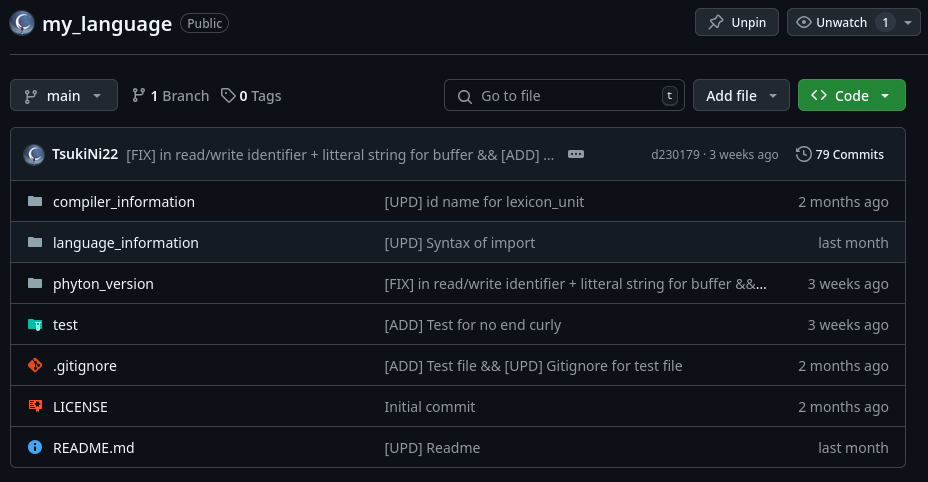 my_language Public Unpin Unwatch 1
main 1 Branch 0 Tags Go to file t Add file Code
TsukiNi22 [FIX] in read/write identifier + litteral string for buffer && [ADD] ... d230179 · 3 weeks ago 79 Commits
compiler_information [UPD] id name for lexicon_unit 2 months ago
language_information [UPD] Syntax of import last month
phyton_version [FIX] in read/write identifier + litteral string for buffer &&... 3 weeks ago
test [ADD] Test for no end curly 3 weeks ago
.gitignore [ADD] Test file && [UPD] Gitignore for test file 2 months ago
LICENSE Initial commit 2 months ago
README.md [UPD] Readme last month